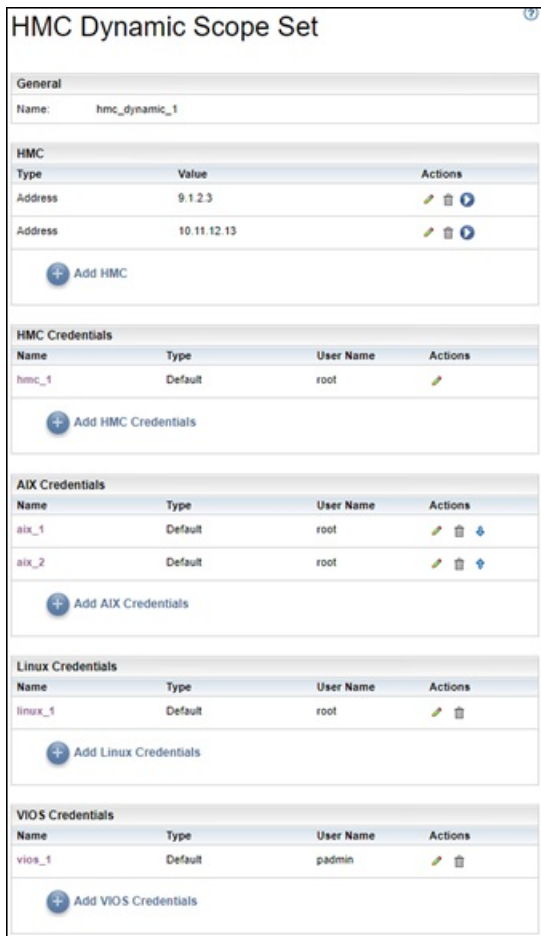 HMC Dynamic Scope Set
?
General
Name: hmc_dynamic_1
HMC
Type Value Actions
Address 9.1.2.3
Address 10.11.12.13
Add HMC
HMC Credentials
Name Type User Name Actions
hmc_1 Default root
Add HMC Credentials
AIX Credentials
Name Type User Name Actions
aix_1 Default root
aix_2 Default root
Add AIX Credentials
Linux Credentials
Name Type User Name Actions
linux_1 Default root
Add Linux Credentials
VIOS Credentials
Name Type User Name Actions
vios_1 Default padmin
Add VIOS Credentials